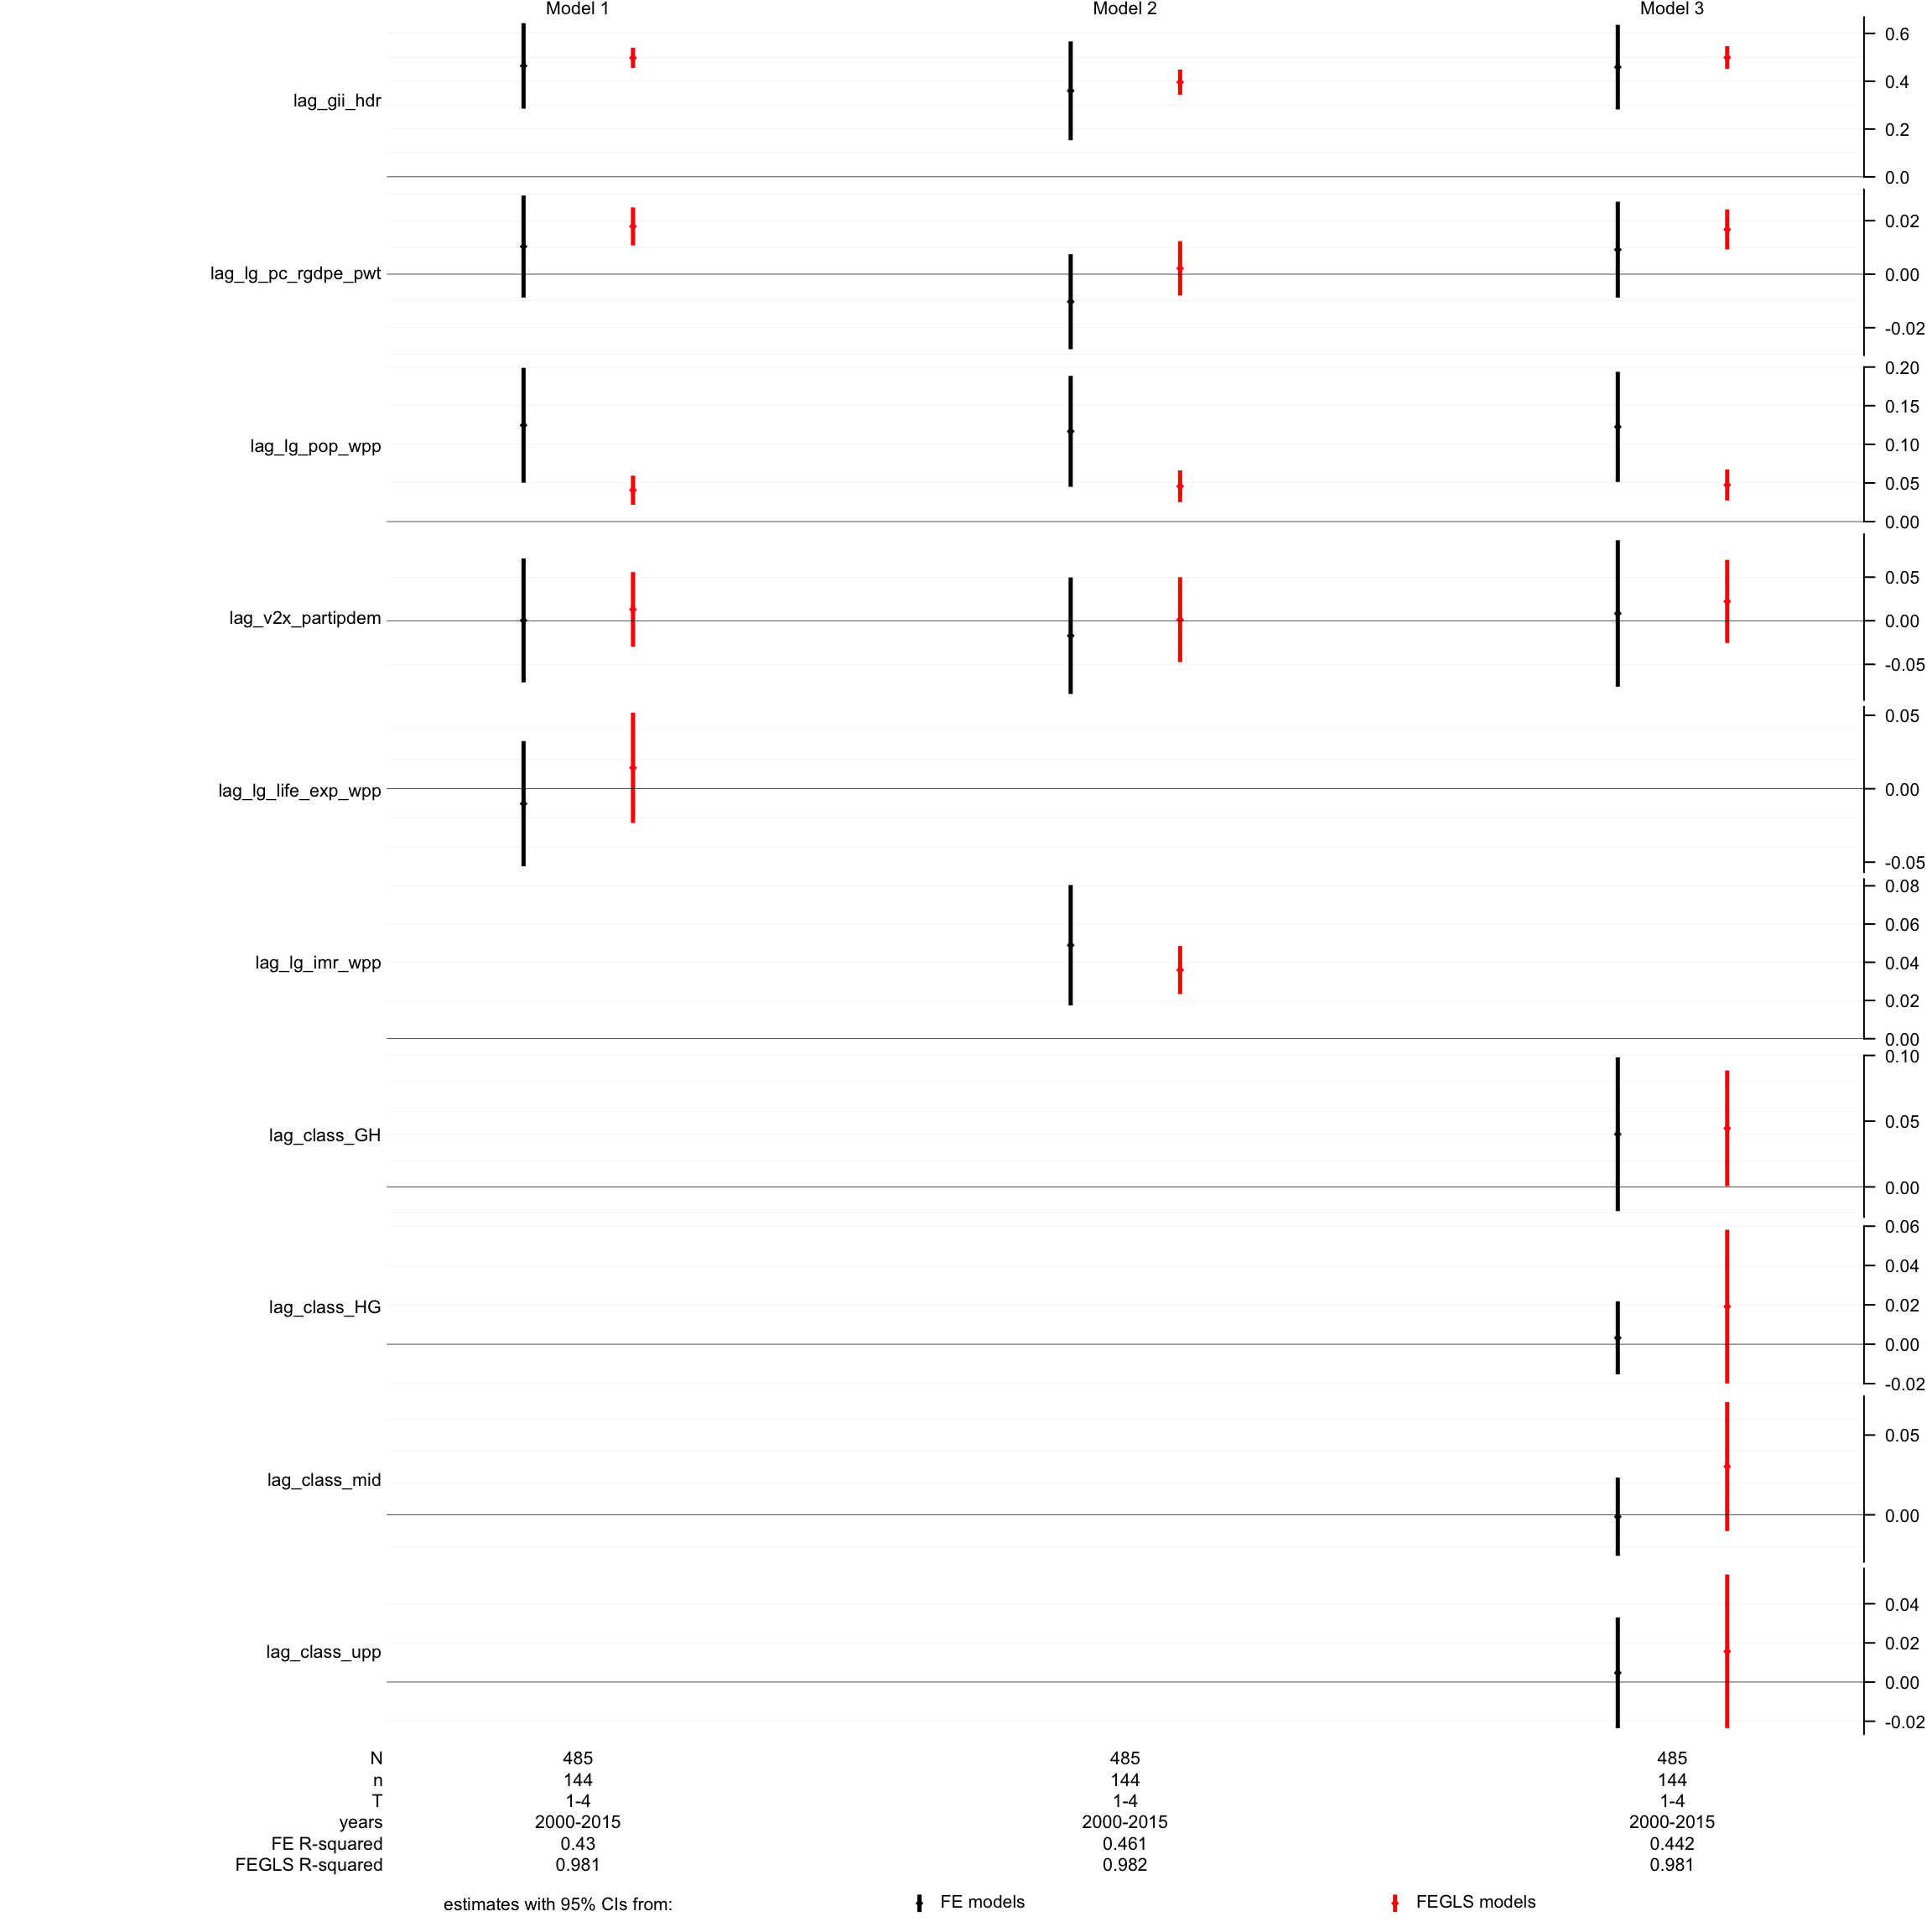 Model 1 Model 2 Model 3
0.6
0.4
lag_gii_hdr
0.2
0.0
0.02
lag_lg_pc_rgdpe_pwt 0.00
-0.02
0.20
0.15
lag_lg_pop_wpp 0.10
0.05
0.00
0.05
lag_v2x_partipdem 0.00
-0.05
0.05
lag_lg_life_exp_wpp 0.00
-0.05
0.08
0.06
lag_lg_imr_wpp 0.04
0.02
0.00
0.10
0.05
lag_class_GH
0.00
0.06
0.04
lag_class_HG 0.02
0.00
-0.02
0.05
lag_class_mid
0.00
0.04
lag_class_upp 0.02
0.00
-0.02
N 485 485 485
n 144 144 144
T 1-4 1-4 1-4
years 2000-2015 2000-2015 2000-2015
FE R-squared 0.43 0.461 0.442
FEGLS R-squared 0.981 0.982 0.981
estimates with 95% CIs from: FE models FEGLS models